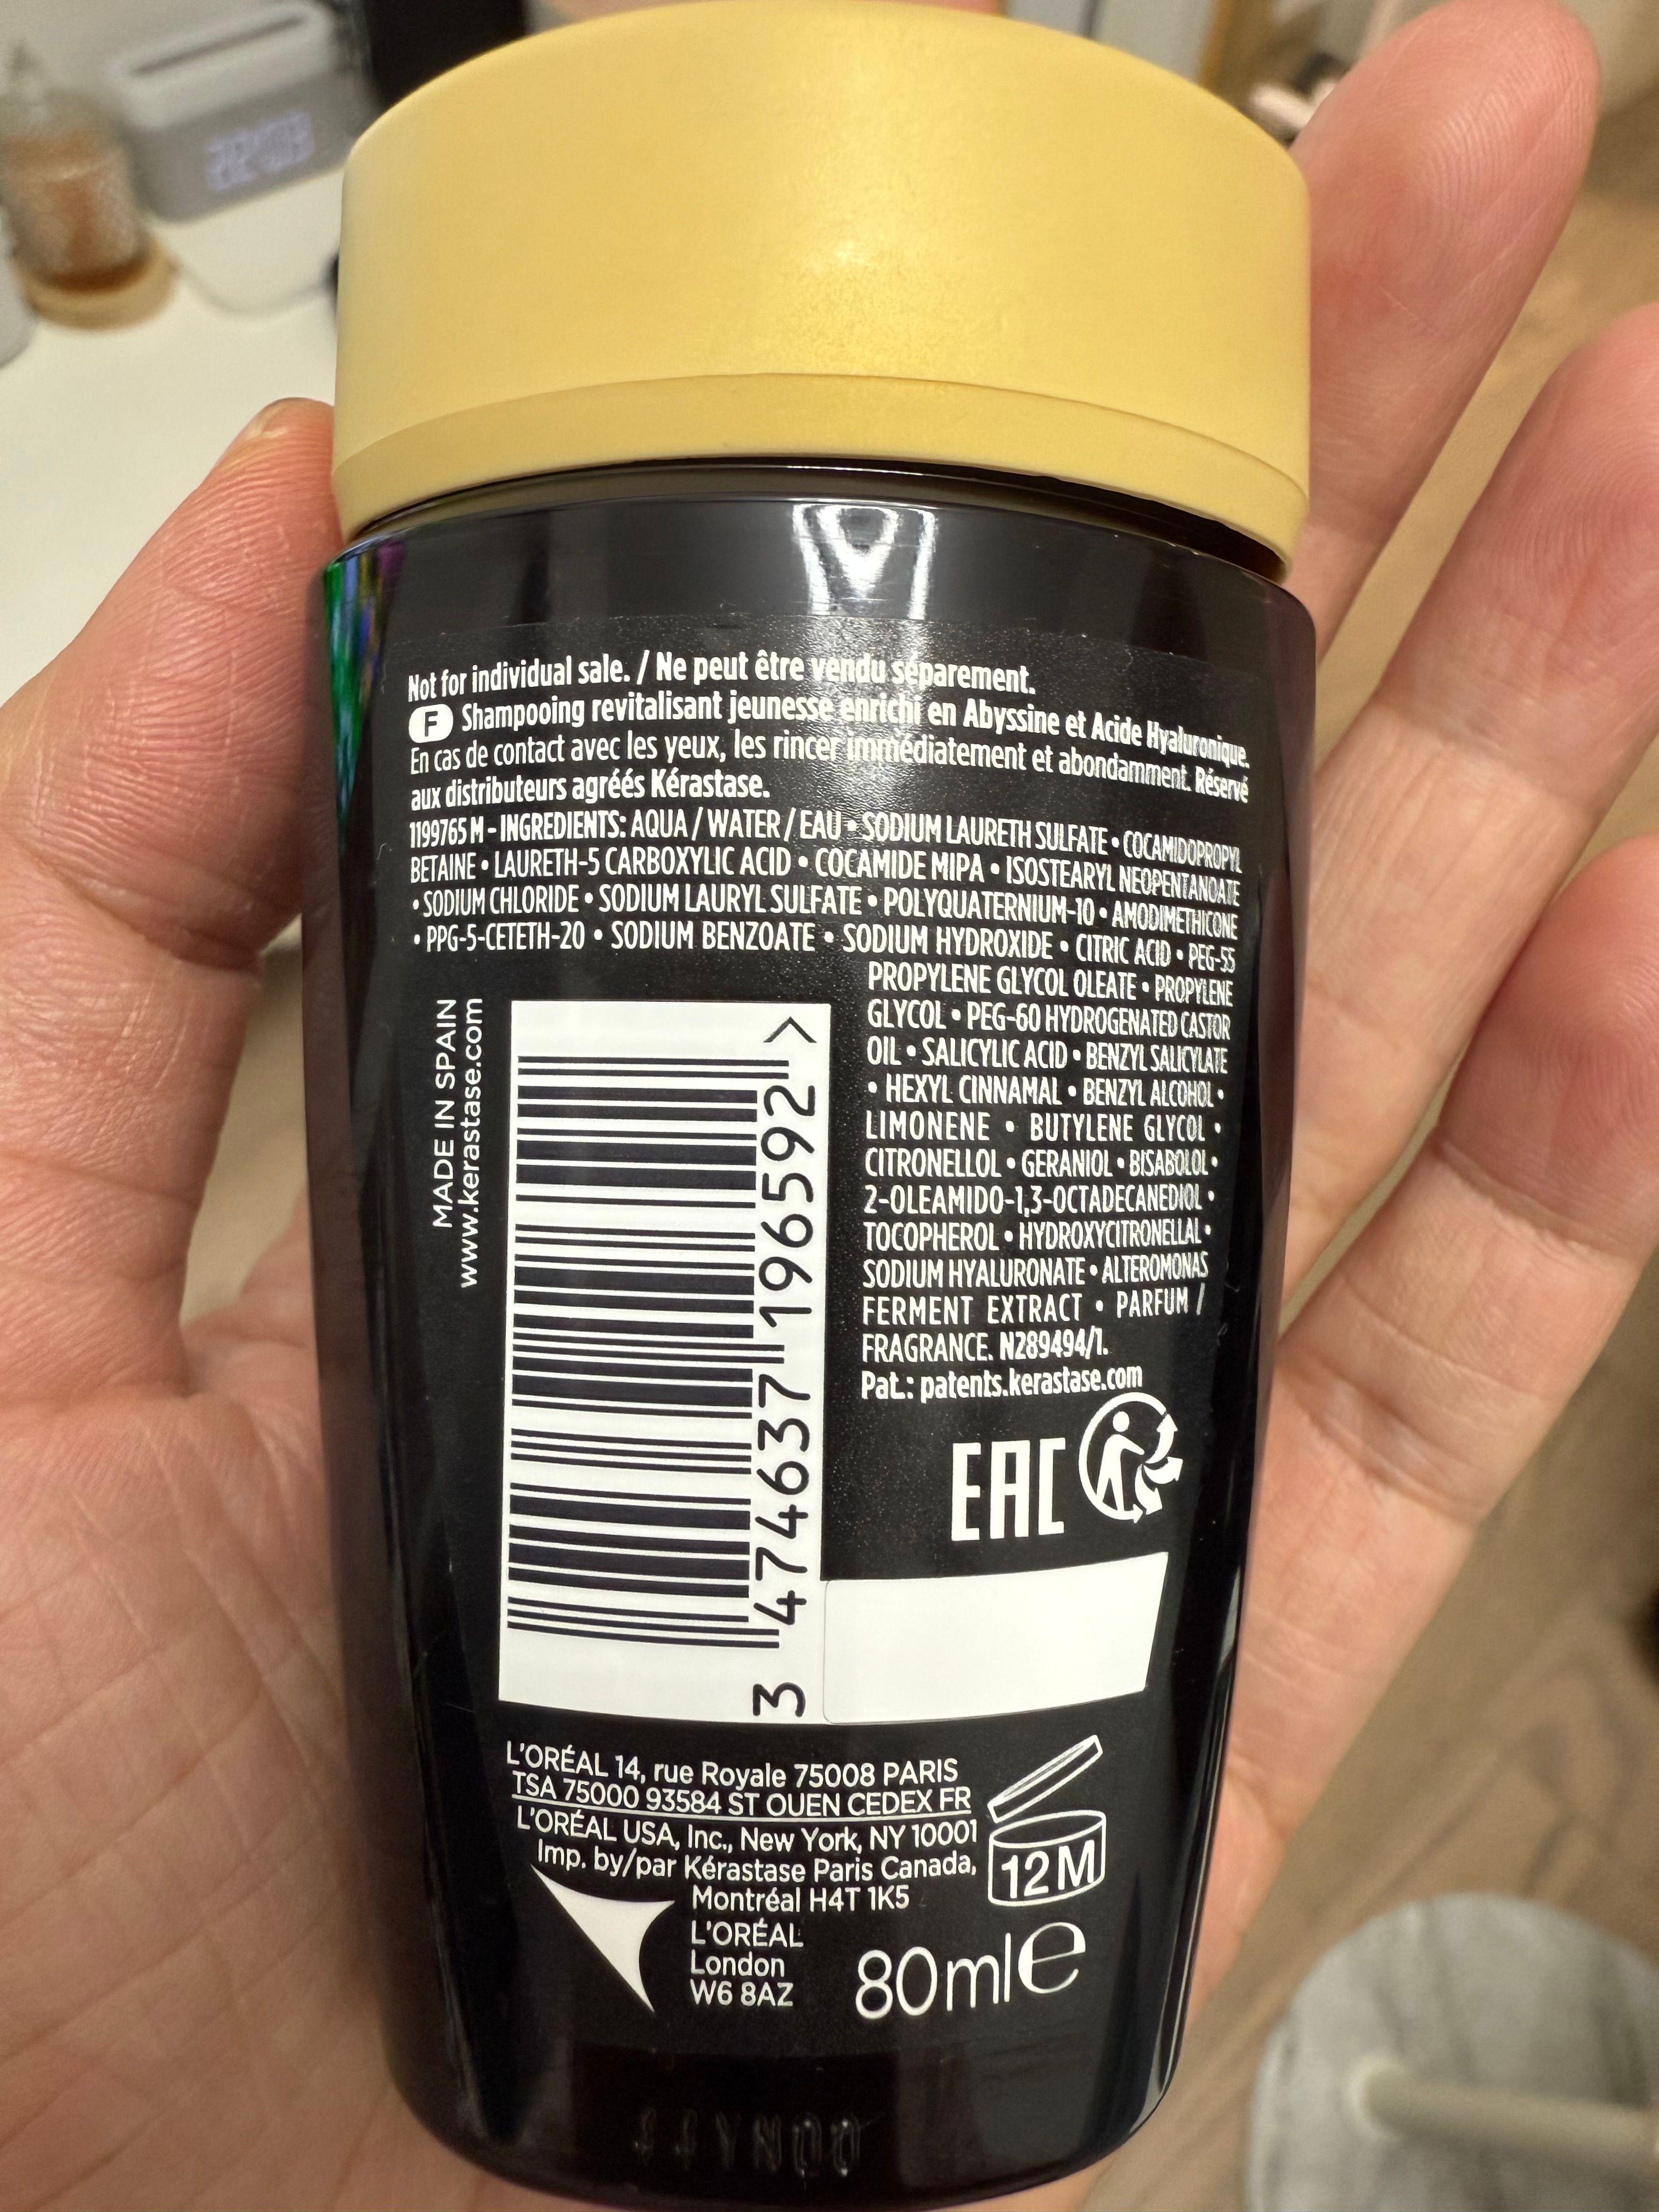 Not for individual sale. / Ne peut être vendu séparement.
F Shampooing revitalisant jeunesse enrichi en Abyssine et Acide Hyaluronique.
En cas de contact avec les yeux, les rincer immédiatement et abondamment. Réservé
aux distributeurs agréés Kérastase.
1199765 M - INGREDIENTS: AQUA / WATER / EAU • SODIUM LAURETH SULFATE • COCAMIDOPROPYL
BETAINE • LAURETH-5 CARBOXYLIC ACID • COCAMIDE MIPA • ISOSTEARYL NEOPENTANOATE
• SODIUM CHLORIDE • SODIUM LAURYL SULFATE • POLYQUATERNIUM-10 • AMODIMETHICONE
• PPG-5-CETETH-20 • SODIUM BENZOATE • SODIUM HYDROXIDE • CITRIC ACID • PEG-55
PROPYLENE GLYCOL OLEATE • PROPYLENE
GLYCOL • PEG-60 HYDROGENATED CASTOR
OIL • SALICYLIC ACID • BENZYL SALICYLATE
• HEXYL CINNAMAL • BENZYL ALCOHOL •
LIMONENE • BUTYLENE GLYCOL •
CITRONELLOL • GERANIOL • BISABOLOL •
2-OLEAMIDO-1,3-OCTADECANEDIOL •
TOCOPHEROL • HYDROXYCITRONELLAL •
SODIUM HYALURONATE • ALTEROMONAS
FERMENT EXTRACT • PARFUM /
FRAGRANCE. N289494/1.
Pat.: patents.kerastase.com
MADE IN SPAIN
www.kerastase.com
3 474637 196592 >
EAC
L'ORÉAL 14, rue Royale 75008 PARIS
TSA 75000 93584 ST OUEN CEDEX FR
L'ORÉAL USA, Inc., New York, NY 10001
Imp. by/par Kérastase Paris Canada,
Montréal H4T 1K5
L'ORÉAL
London
W6 8AZ
12 M
80 ml e